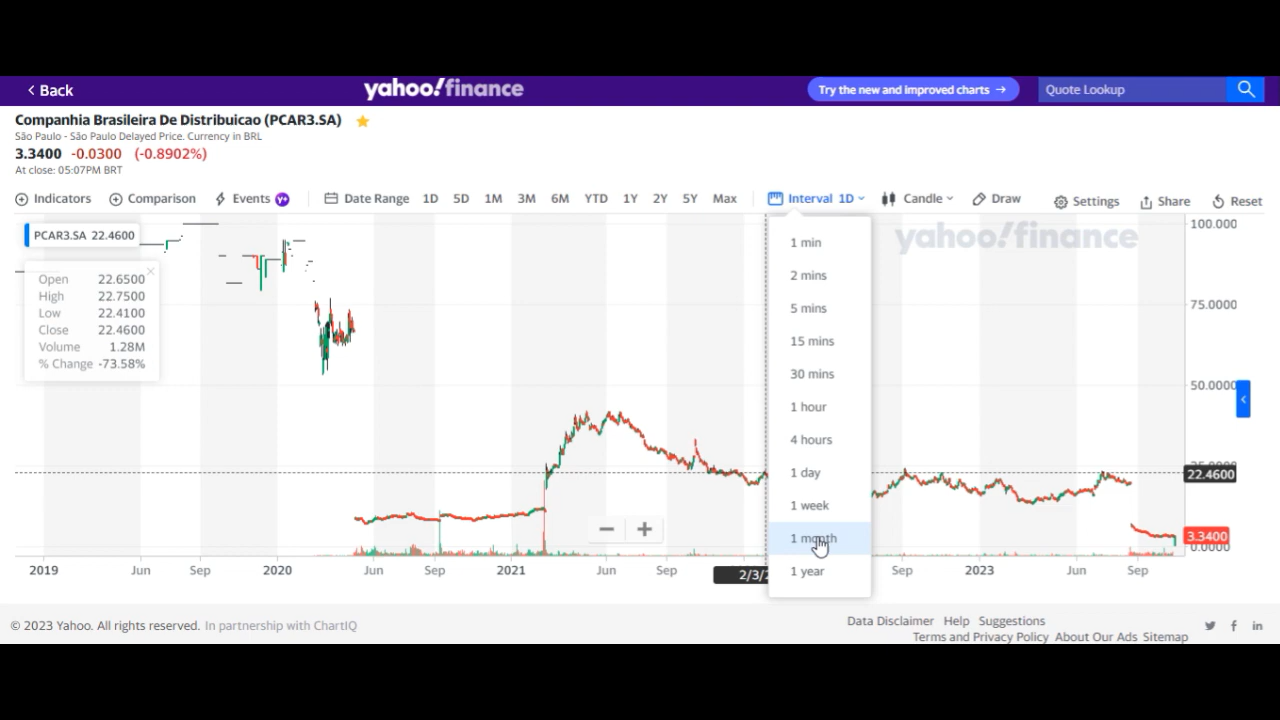 Back
yahoo!finance
Try the new and improved charts →
Quote Lookup
Companhia Brasileira De Distribuicao (PCAR3.SA)
São Paulo - São Paulo Delayed Price. Currency in BRL
3.3400 -0.0300 (-0.8902%)
At close: 05:07PM BRT
Indicators Comparison Events Y+ Date Range 1D 5D 1M 3M 6M YTD 1Y 2Y 5Y Max Interval 1D Candle Draw Settings Share Reset
PCAR3.SA 22.4600
yahoo!finance
100.000
Open 22.6500
High 22.7500
Low 22.4100
Close 22.4600
Volume 1.28M
% Change -73.58%
1 min
2 mins
5 mins
15 mins
30 mins
1 hour
4 hours
1 day
1 week
1 month
1 year
75.0000
50.0000
22.4600
3.3400
0.0000
2019 Jun Sep 2020 Jun Sep 2021 Jun Sep 2/3/2 Sep 2023 Jun Sep
© 2023 Yahoo. All rights reserved. In partnership with ChartIQ
Data Disclaimer Help Suggestions
Terms and Privacy Policy About Our Ads Sitemap